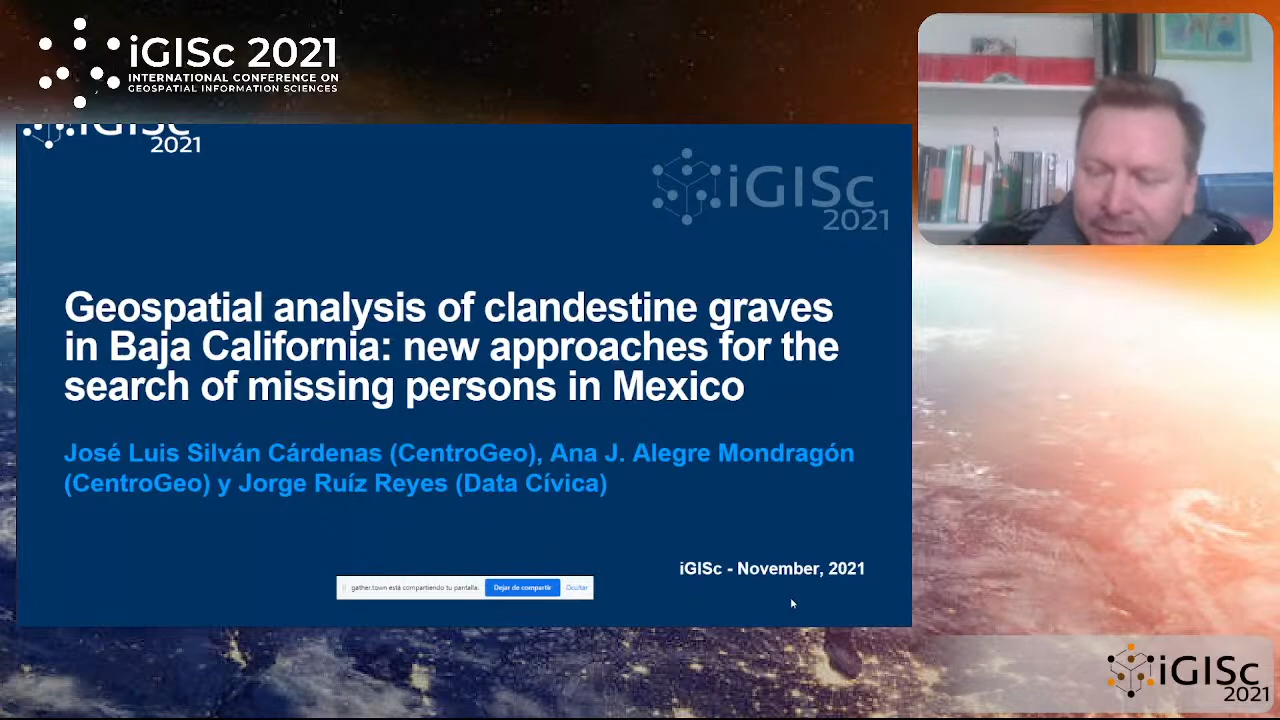 iGISc 2021
INTERNATIONAL CONFERENCE ON
GEOSPATIAL INFORMATION SCIENCES
iGISc
2021
iGISc
2021
Geospatial analysis of clandestine graves
in Baja California: new approaches for the
search of missing persons in Mexico
José Luis Silván Cárdenas (CentroGeo), Ana J. Alegre Mondragón
(CentroGeo) y Jorge Ruíz Reyes (Data Cívica)
iGISc - November, 2021
gather.town está compartiendo tu pantalla.
Dejar de compartir
Ocultar
iGISc
2021